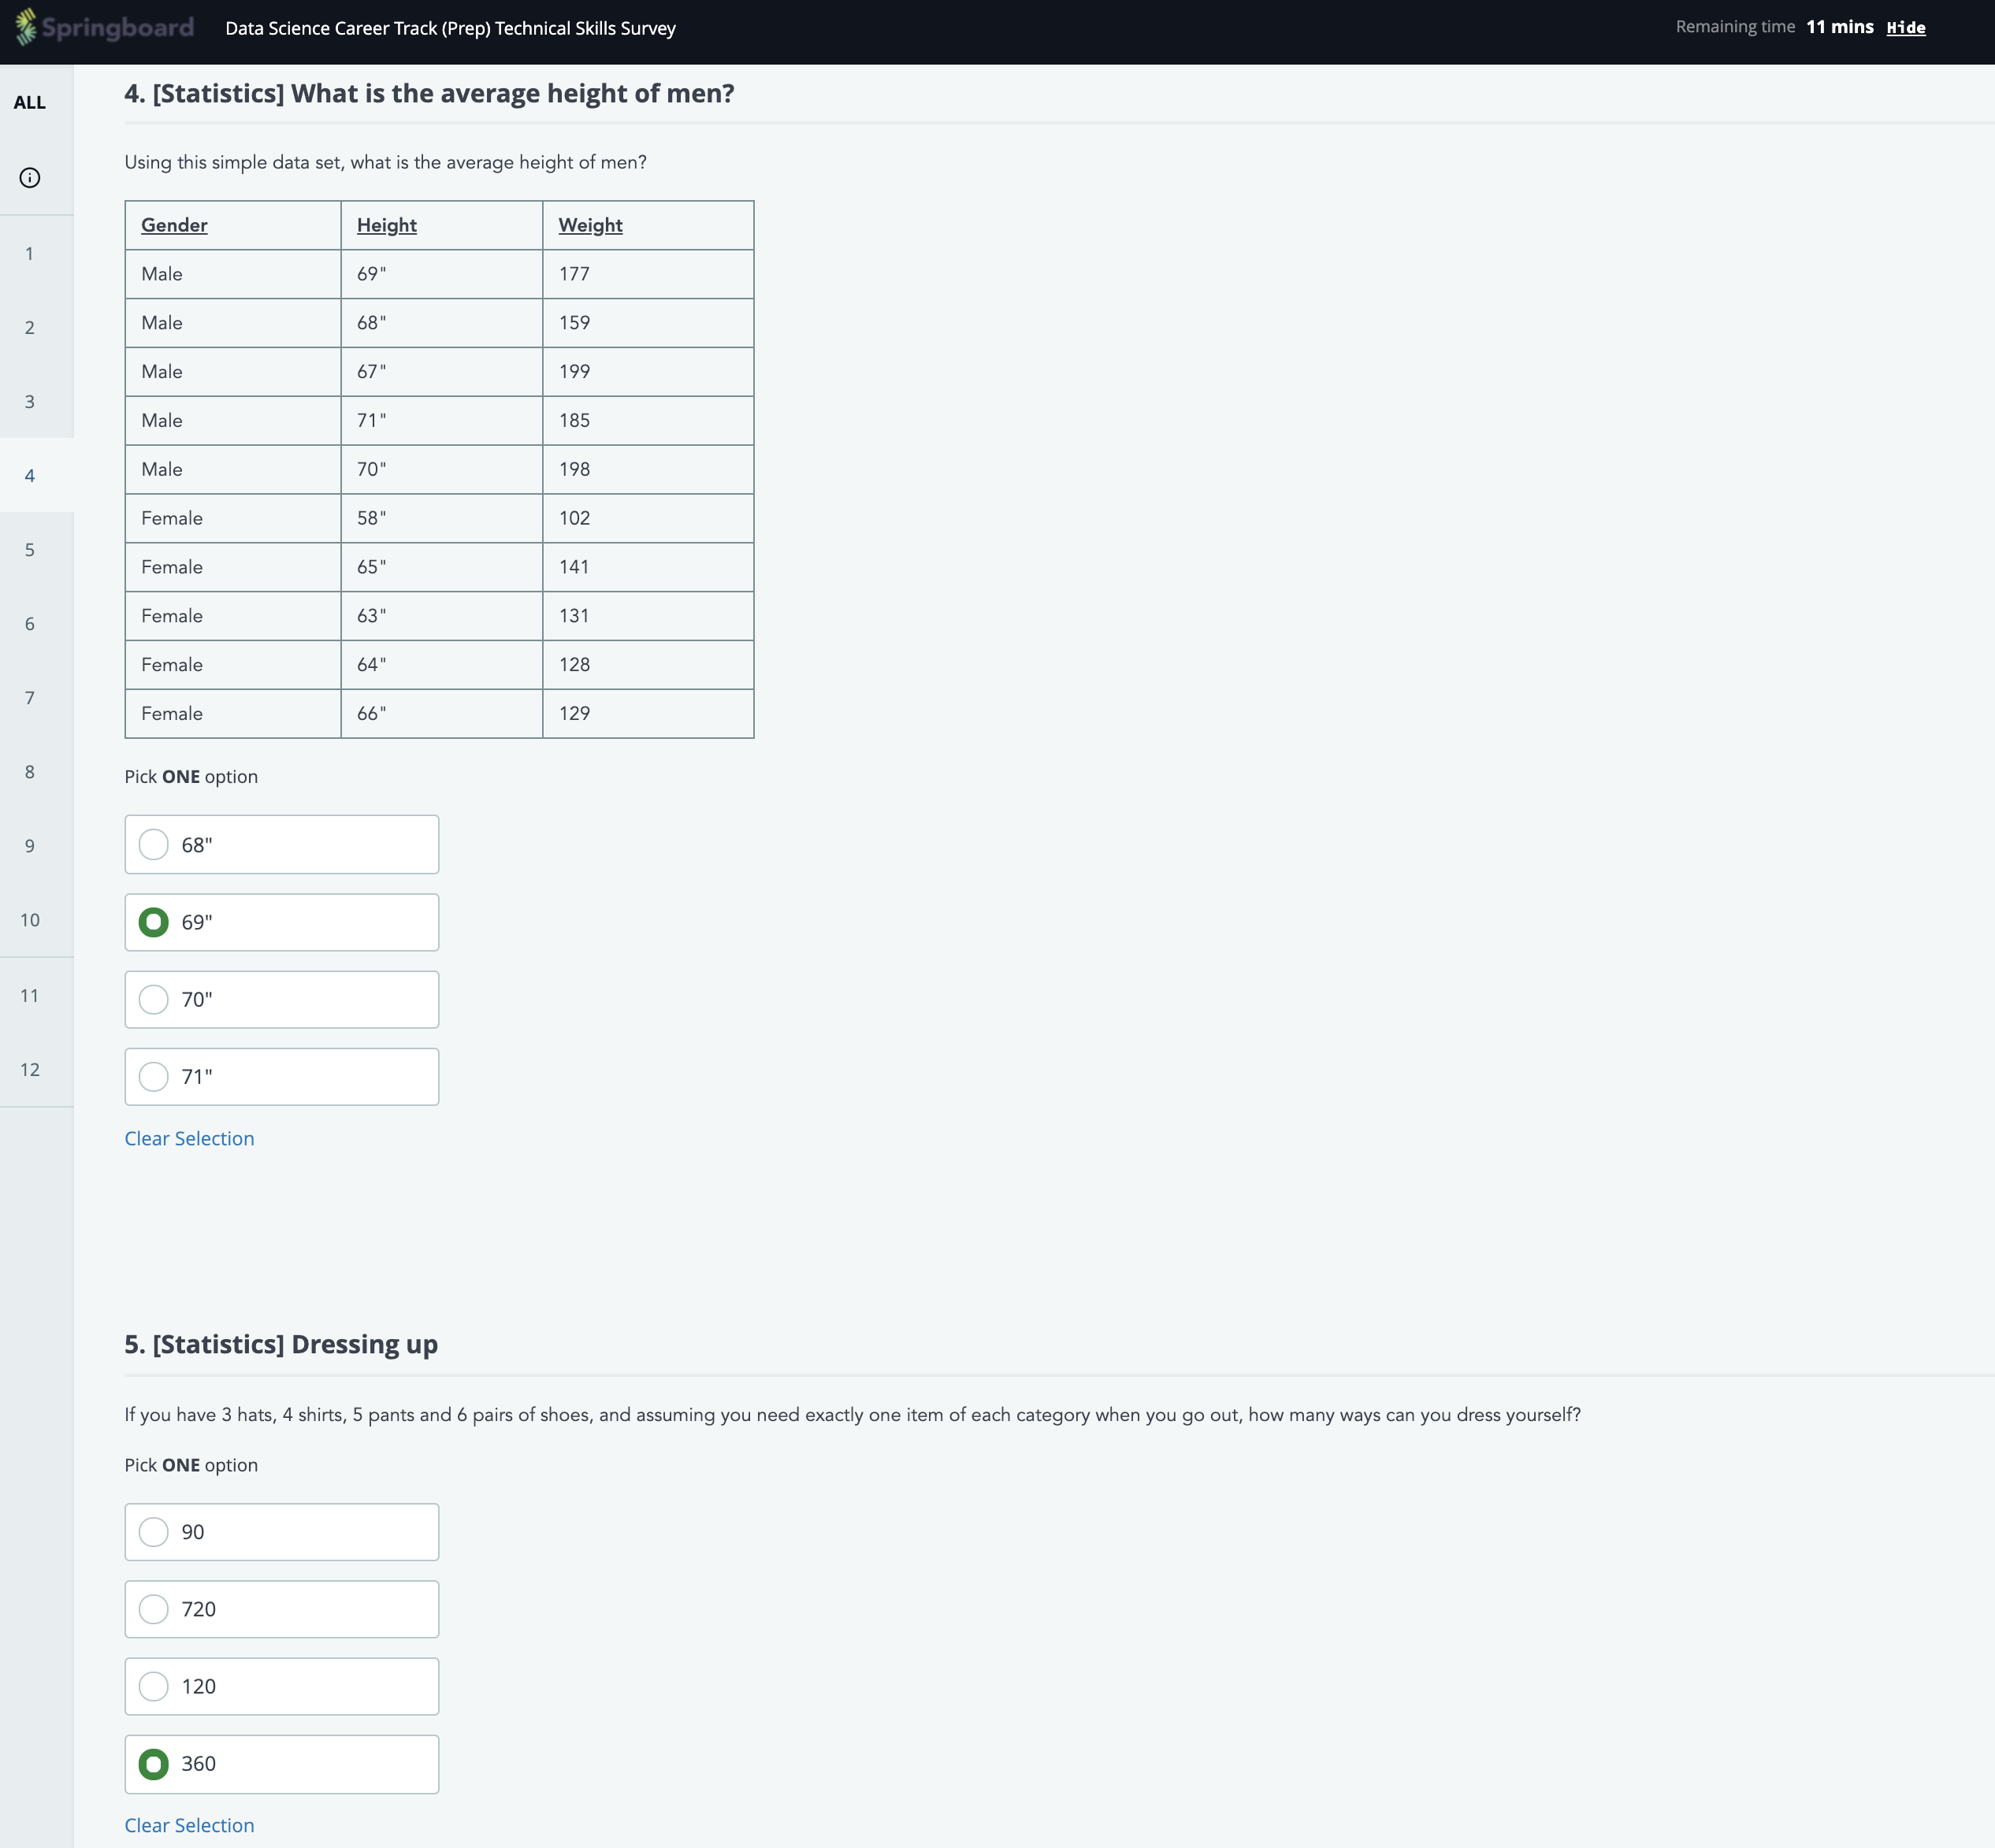 Springboard Data Science Career Track (Prep) Technical Skills Survey Remaining time 11 mins Hide
ALL
1
2
3
4
5
6
7
8
9
10
11
12
4. [Statistics] What is the average height of men?
Using this simple data set, what is the average height of men?
Gender Height Weight
Male 69" 177
Male 68" 159
Male 67" 199
Male 71" 185
Male 70" 198
Female 58" 102
Female 65" 141
Female 63" 131
Female 64" 128
Female 66" 129
Pick ONE option
68"
69"
70"
71"
Clear Selection
5. [Statistics] Dressing up
If you have 3 hats, 4 shirts, 5 pants and 6 pairs of shoes, and assuming you need exactly one item of each category when you go out, how many ways can you dress yourself?
Pick ONE option
90
720
120
360
Clear Selection